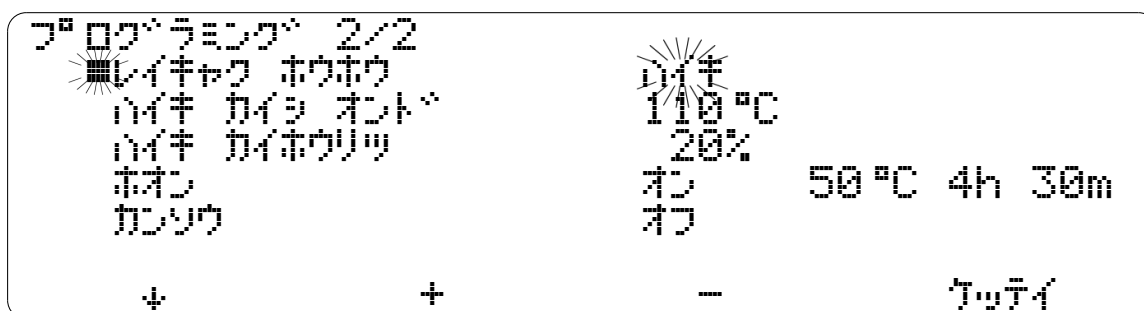 プログラミング 2/2
■レイキャク ホウホウ ハイキ
ハイキ カイシ オンド 110°C
ハイキ カイホウリツ 20%
ホオン オン 50°C 4h 30m
カンソウ オフ
↓ + − ケッテイ